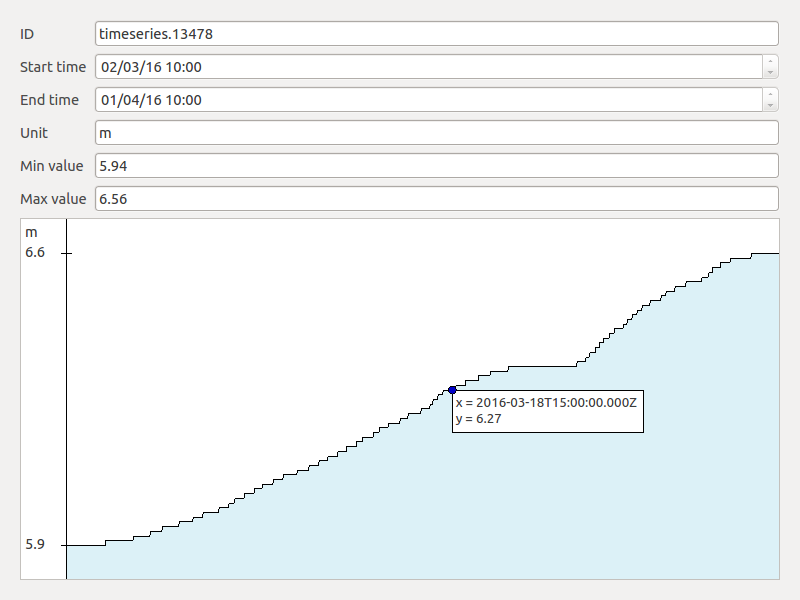 ID timeseries.13478
Start time 02/03/16 10:00
End time 01/04/16 10:00
Unit m
Min value 5.94
Max value 6.56
m
6.6
x = 2016-03-18T15:00:00.000Z
y = 6.27
5.9